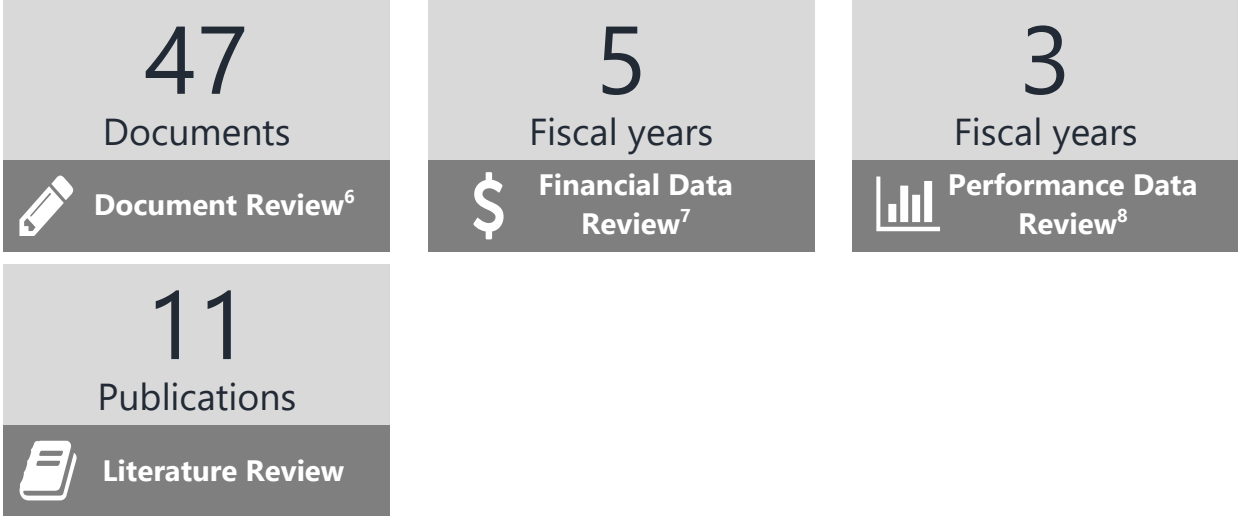 47
Documents
Document Review⁶
5
Fiscal years
Financial Data
Review⁷
3
Fiscal years
Performance Data
Review⁸
11
Publications
Literature Review